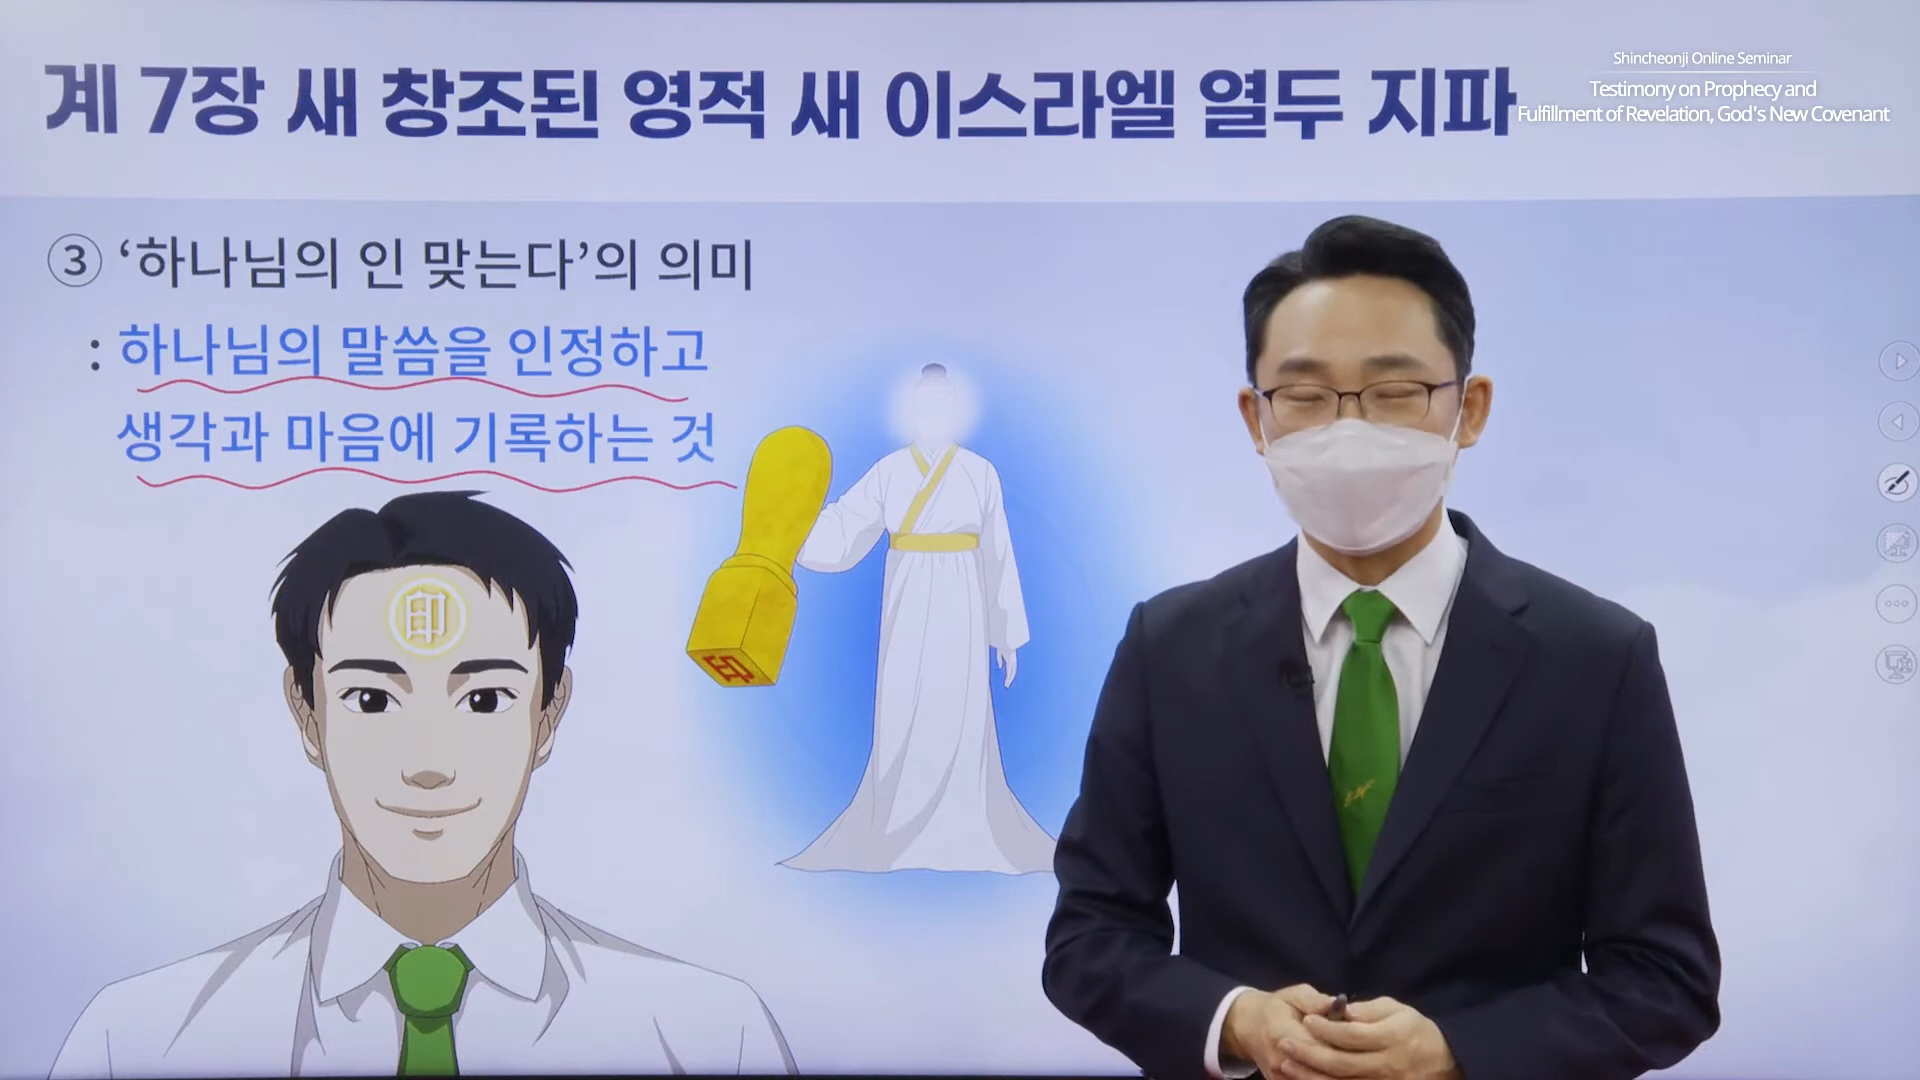 계 7장 새 창조된 영적 새 이스라엘 열두 지파
Shincheonji Online Seminar
Testimony on Prophecy and
Fulfillment of Revelation, God's New Covenant
③ ‘하나님의 인 맞는다’의 의미
: 하나님의 말씀을 인정하고
생각과 마음에 기록하는 것
印